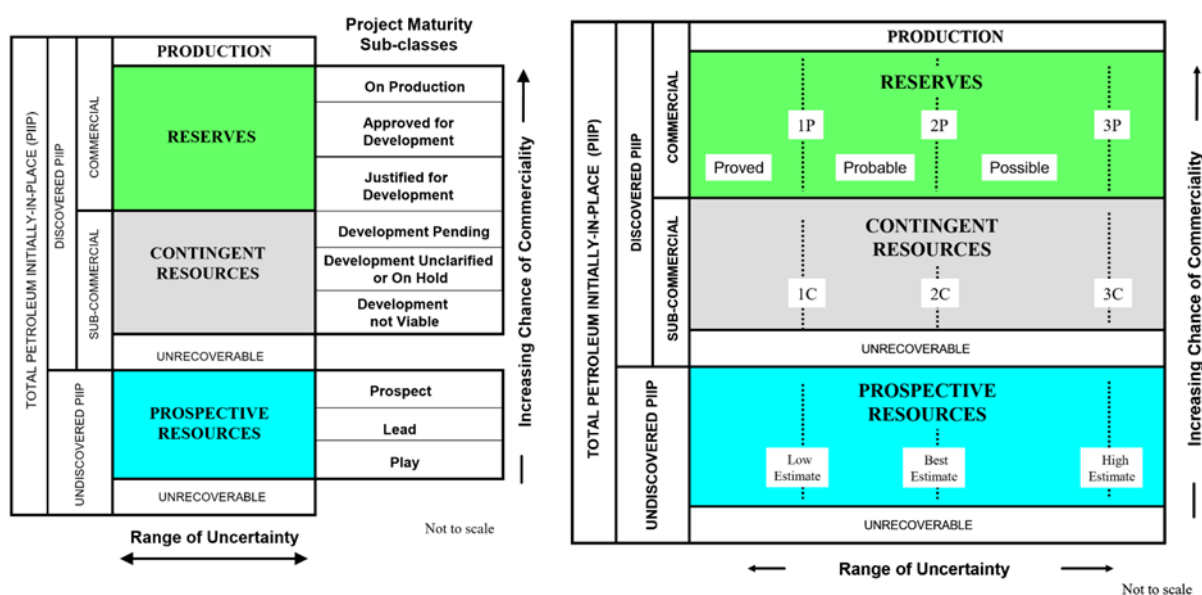 Project Maturity
Sub-classes
TOTAL PETROLEUM INITIALLY-IN-PLACE (PIIP)
DISCOVERED PIIP
UNDISCOVERED PIIP
COMMERCIAL
SUB-COMMERCIAL
PRODUCTION
RESERVES
CONTINGENT
RESOURCES
UNRECOVERABLE
PROSPECTIVE
RESOURCES
UNRECOVERABLE
On Production
Approved for
Development
Justified for
Development
Development Pending
Development Unclarified
or On Hold
Development
not Viable
Prospect
Lead
Play
Increasing Chance of Commerciality
Range of Uncertainty
Not to scale
TOTAL PETROLEUM INITIALLY-IN-PLACE (PIIP)
DISCOVERED PIIP
UNDISCOVERED PIIP
COMMERCIAL
SUB-COMMERCIAL
PRODUCTION
RESERVES
1P 2P 3P
Proved Probable Possible
CONTINGENT
RESOURCES
1C 2C 3C
UNRECOVERABLE
PROSPECTIVE
RESOURCES
Low
Estimate
Best
Estimate
High
Estimate
UNRECOVERABLE
Increasing Chance of Commerciality
Range of Uncertainty
Not to scale